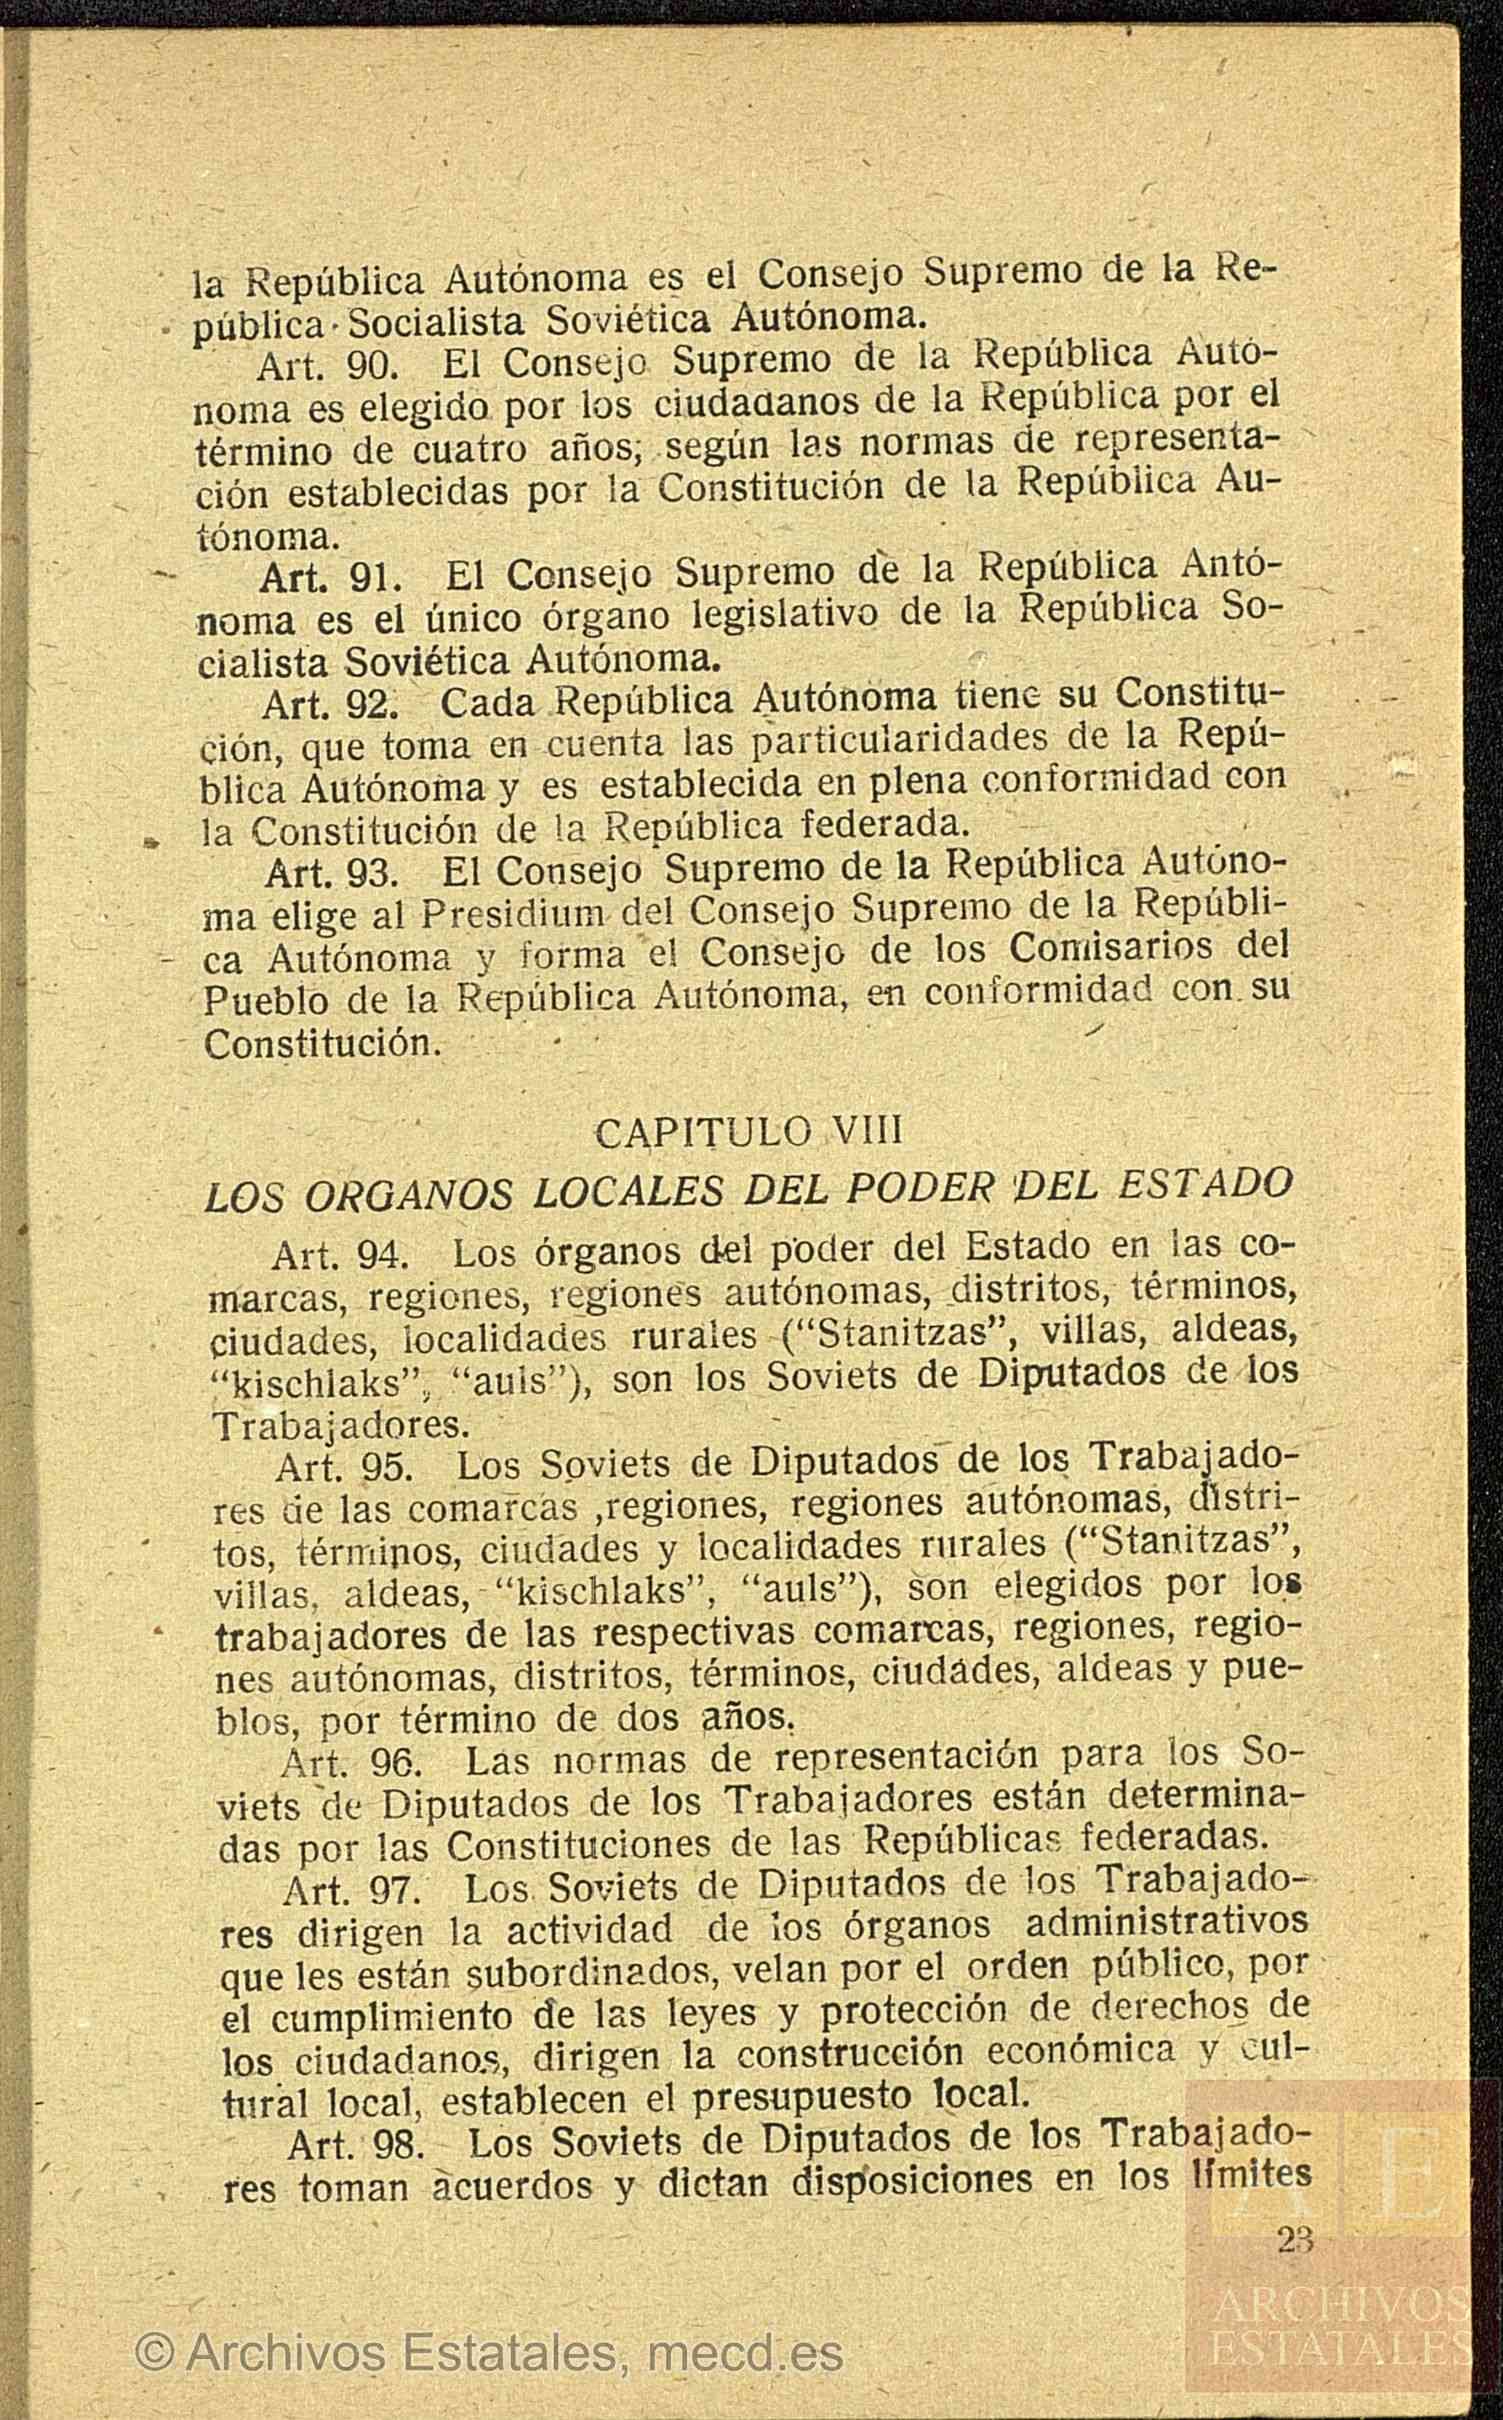 la República Autónoma es el Consejo Supremo de la Re-
pública Socialista Soviética Autónoma.
Art. 90. El Consejo Supremo de la República Autó-
noma es elegido por los ciudadanos de la República por el
término de cuatro años, según las normas de representa-
ción establecidas por la Constitución de la República Au-
tónoma.
Art. 91. El Consejo Supremo de la República Antó-
noma es el único órgano legislativo de la República So-
cialista Soviética Autónoma.
Art. 92. Cada República Autónoma tiene su Constitu-
ción, que toma en cuenta las particularidades de la Repú-
blica Autónoma y es establecida en plena conformidad con
la Constitución de la República federada.
Art. 93. El Consejo Supremo de la República Autóno-
ma elige al Presidium del Consejo Supremo de la Repúbli-
ca Autónoma y forma el Consejo de los Comisarios del
Pueblo de la República Autónoma, en conformidad con su
Constitución.
CAPITULO VIII
LOS ORGANOS LOCALES DEL PODER DEL ESTADO
Art. 94. Los órganos del poder del Estado en las co-
marcas, regiones, regiones autónomas, distritos, términos,
ciudades, localidades rurales ("Stanitzas", villas, aldeas,
"kischlaks", "auls"), son los Soviets de Diputados de los
Trabajadores.
Art. 95. Los Soviets de Diputados de los Trabajado-
res de las comarcas ,regiones, regiones autónomas, distri-
tos, términos, ciudades y localidades rurales ("Stanitzas",
villas, aldeas, "kischlaks", "auls"), son elegidos por los
trabajadores de las respectivas comarcas, regiones, regio-
nes autónomas, distritos, términos, ciudades, aldeas y pue-
blos, por término de dos años.
Art. 96. Las normas de representación para los So-
viets de Diputados de los Trabajadores están determina-
das por las Constituciones de las Repúblicas federadas.
Art. 97. Los Soviets de Diputados de los Trabajado-
res dirigen la actividad de los órganos administrativos
que les están subordinados, velan por el orden público, por
el cumplimiento de las leyes y protección de derechos de
los ciudadanos, dirigen la construcción económica y cul-
tural local, establecen el presupuesto local.
Art. 98. Los Soviets de Diputados de los Trabajado-
res toman acuerdos y dictan disposiciones en los límites
23
A E
ARCHIVOS
ESTATALES
© Archivos Estatales, mecd.es